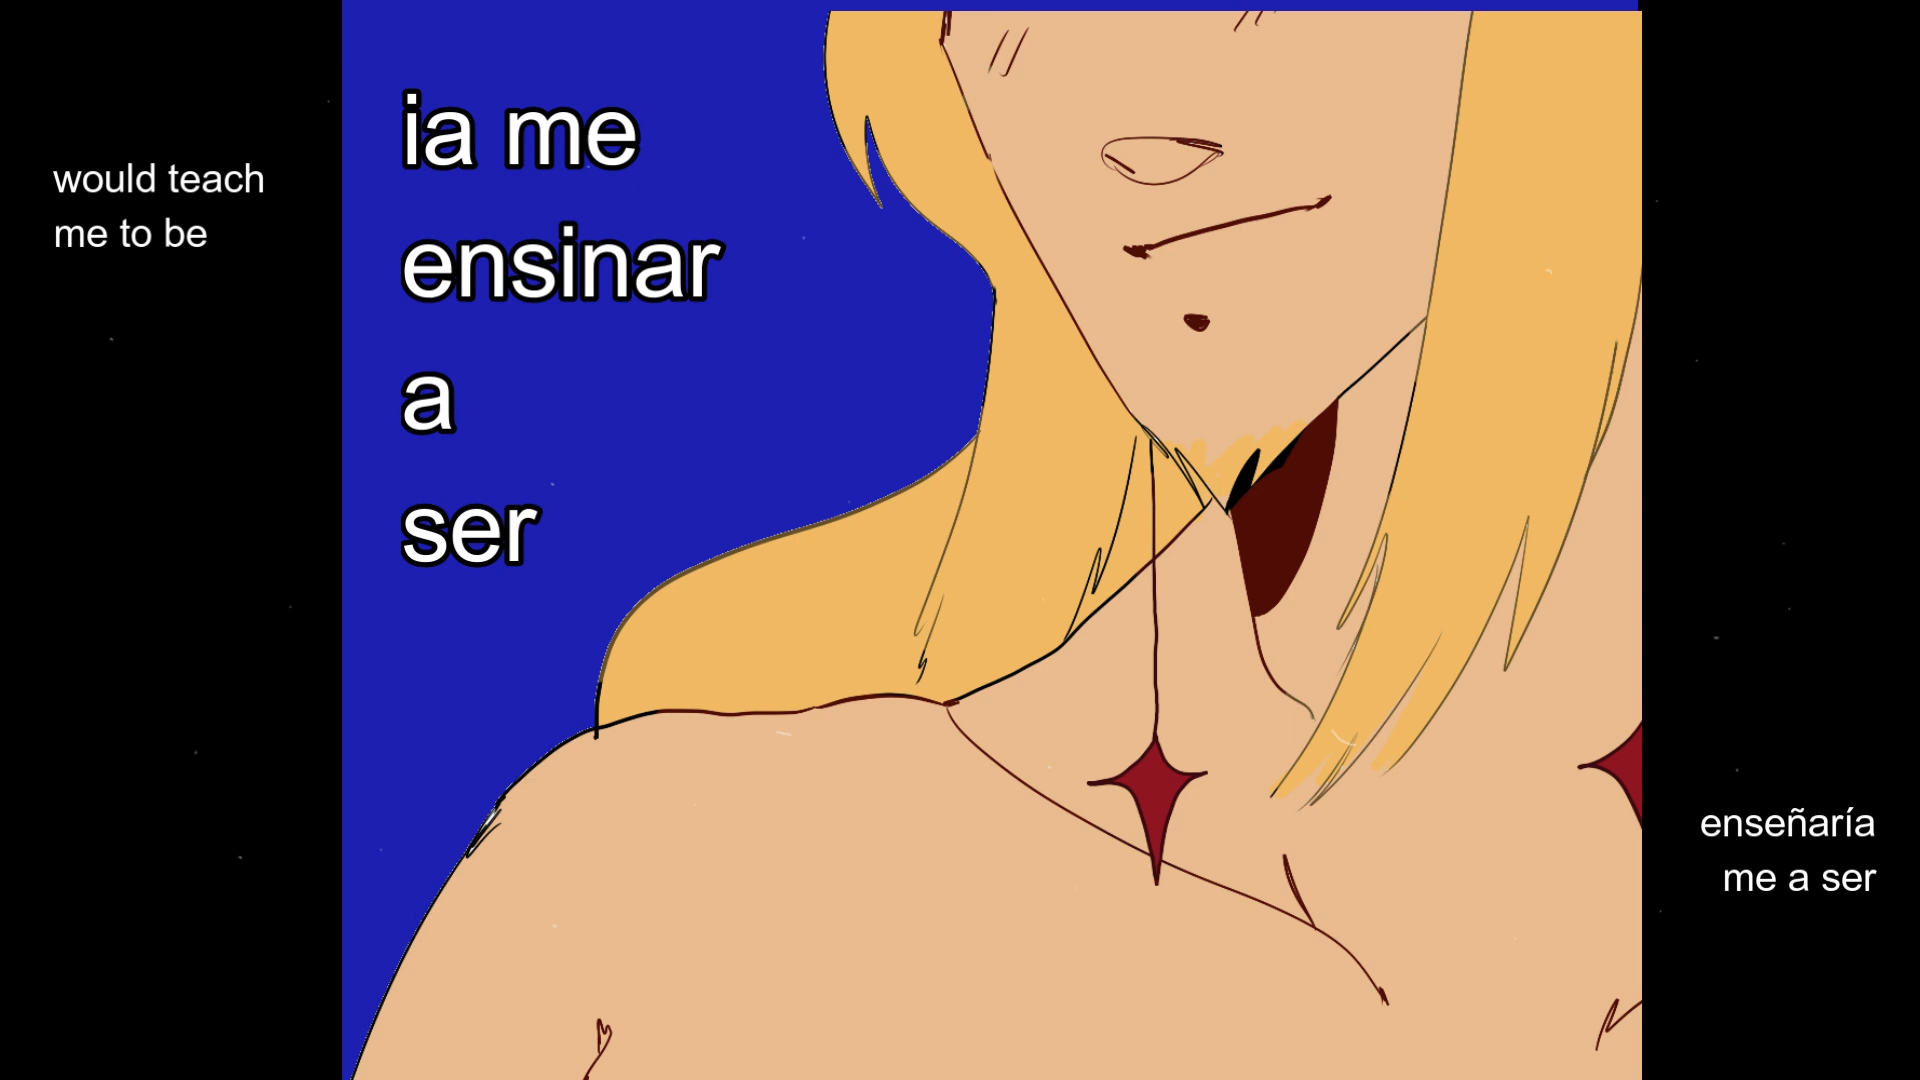 would teach
me to be
ia me
ensinar
a
ser
enseñaría
me a ser